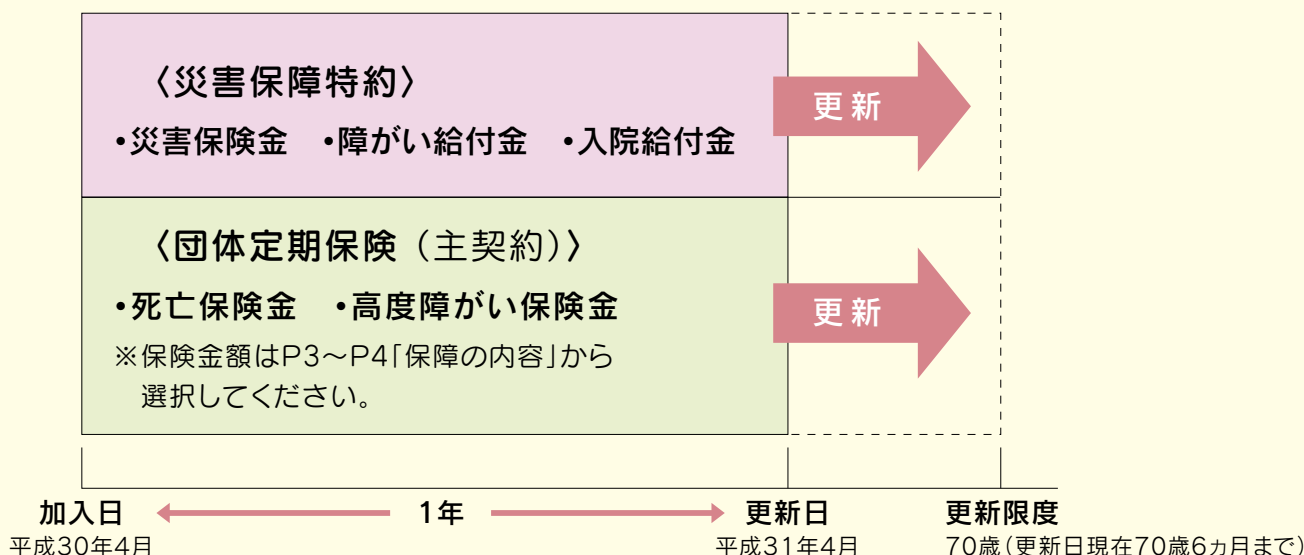 〈災害保障特約〉
•災害保険金 •障がい給付金 •入院給付金
更新
〈団体定期保険（主契約）〉
•死亡保険金 •高度障がい保険金
※保険金額はP3～P4「保障の内容」から
選択してください。
更新
加入日 1年 更新日 更新限度
平成30年4月 平成31年4月 70歳（更新日現在70歳6ヵ月まで）